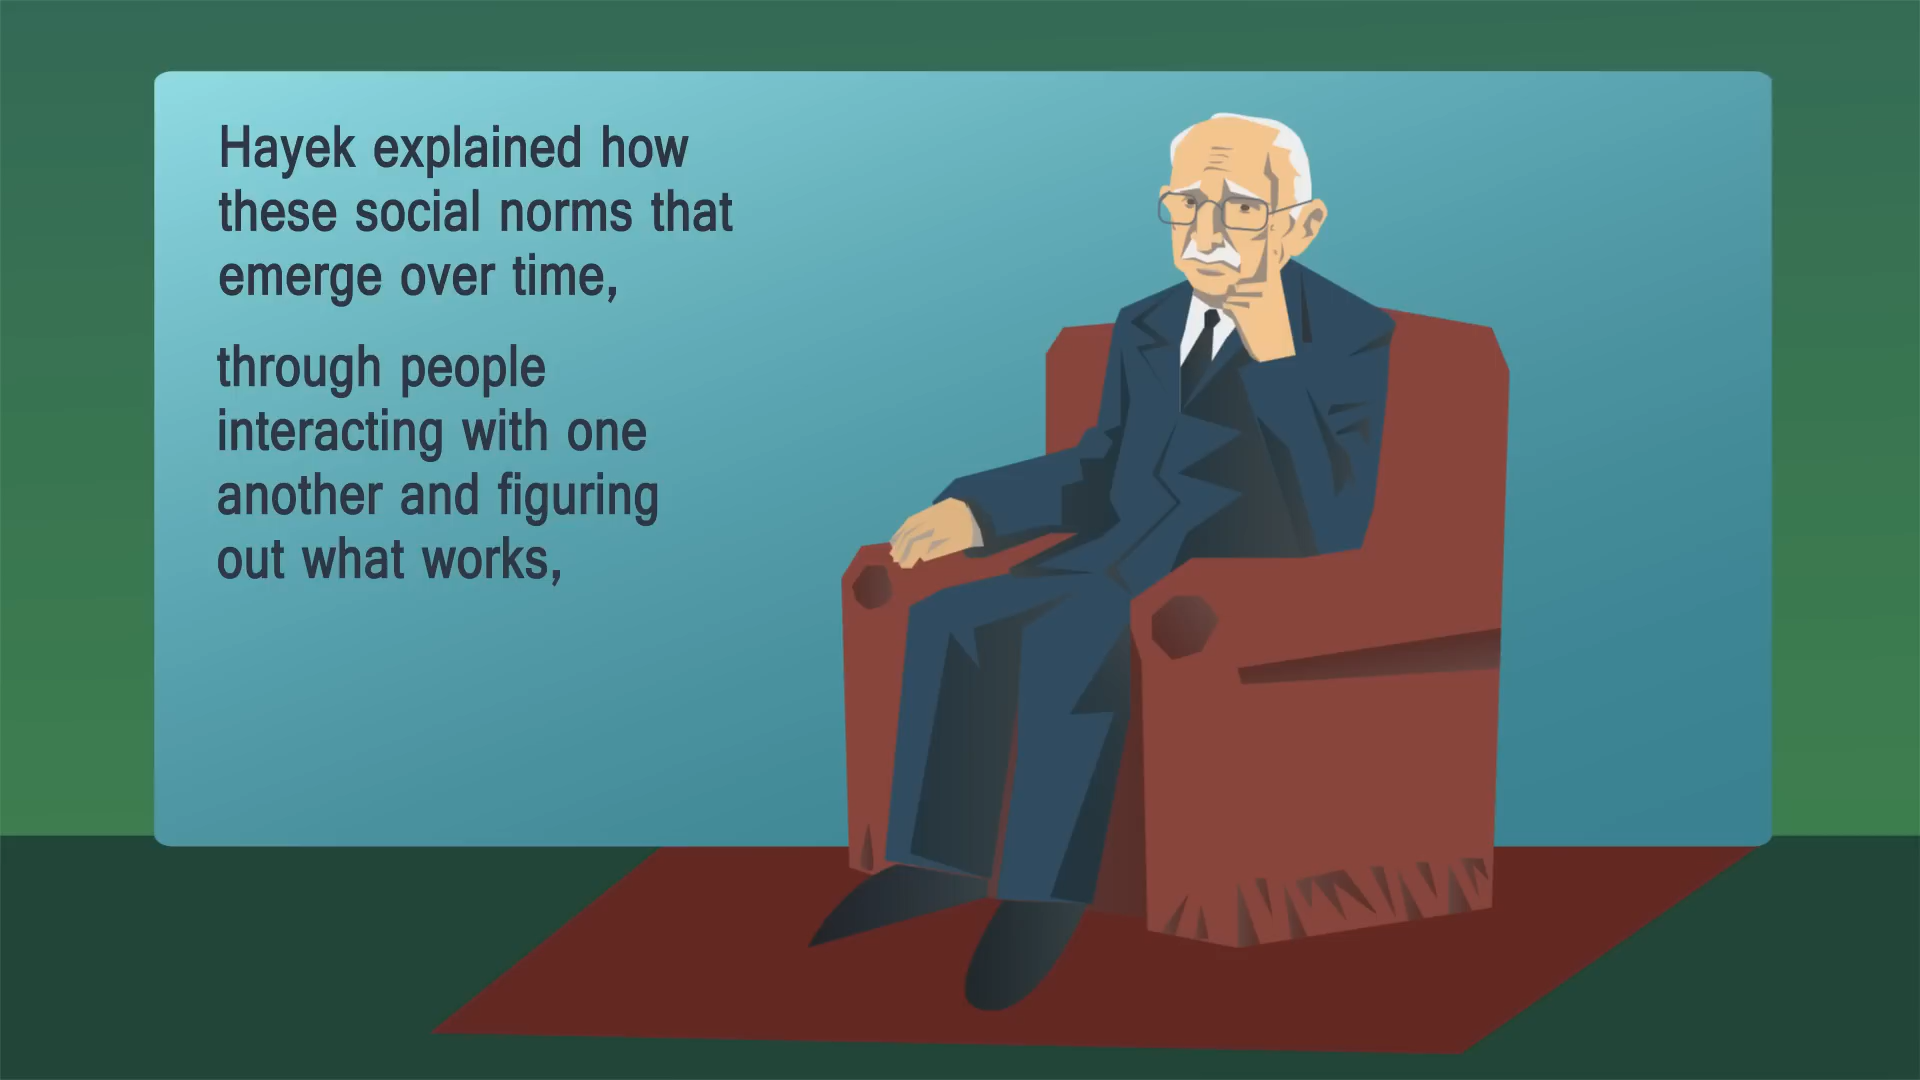 Hayek explained how
these social norms that
emerge over time,
through people
interacting with one
another and figuring
out what works,